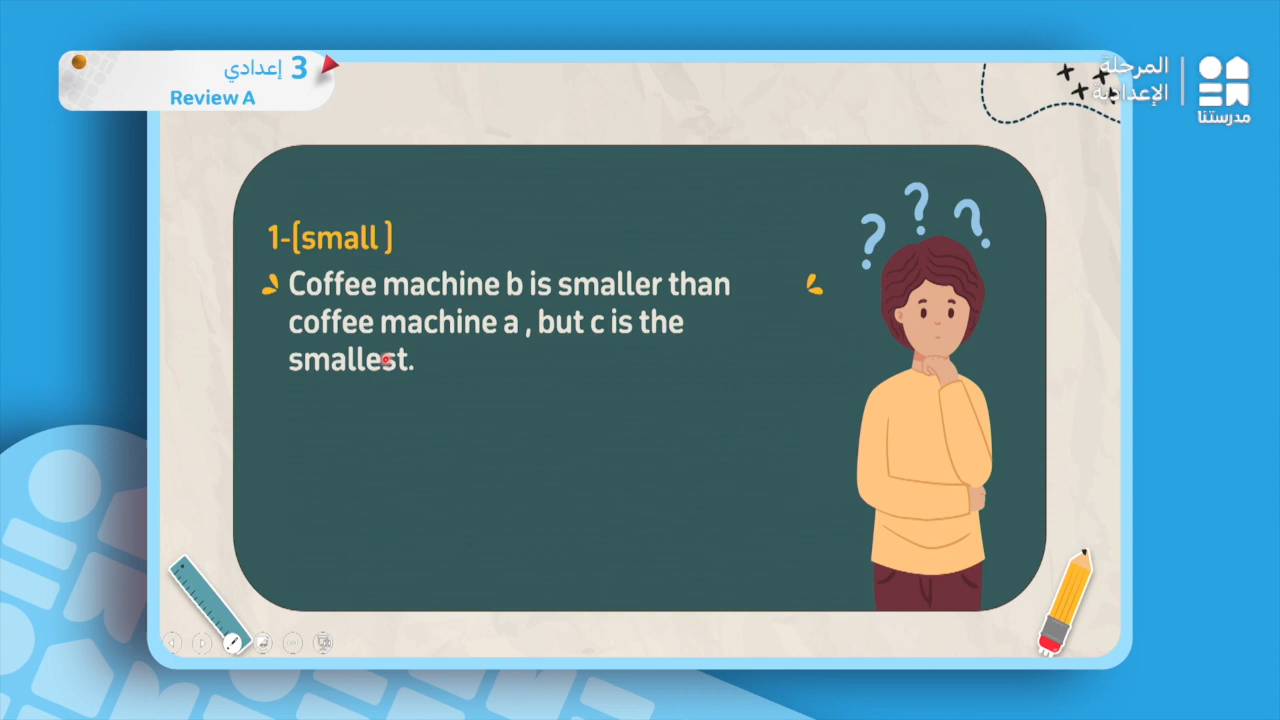 3 إعدادي
Review A
المرحلة
الإعدادية
مدرستنا
1-(small )
Coffee machine b is smaller than
coffee machine a , but c is the
smallest.
? ? ?